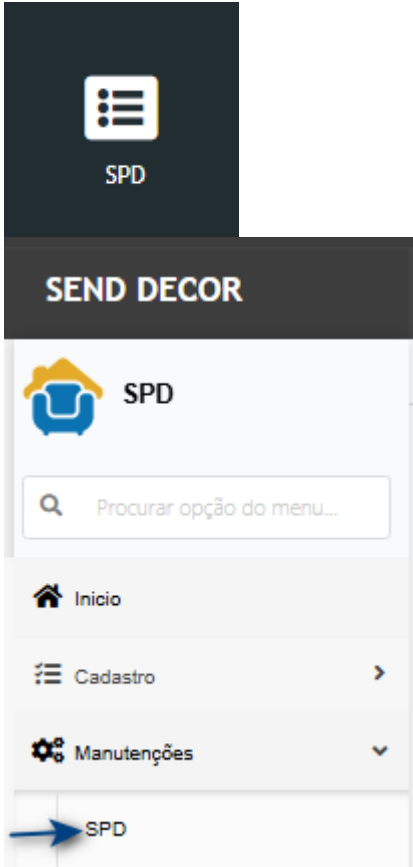 SPD
SEND DECOR
SPD
Procurar opção do menu...
Inicio
Cadastro
Manutenções
SPD